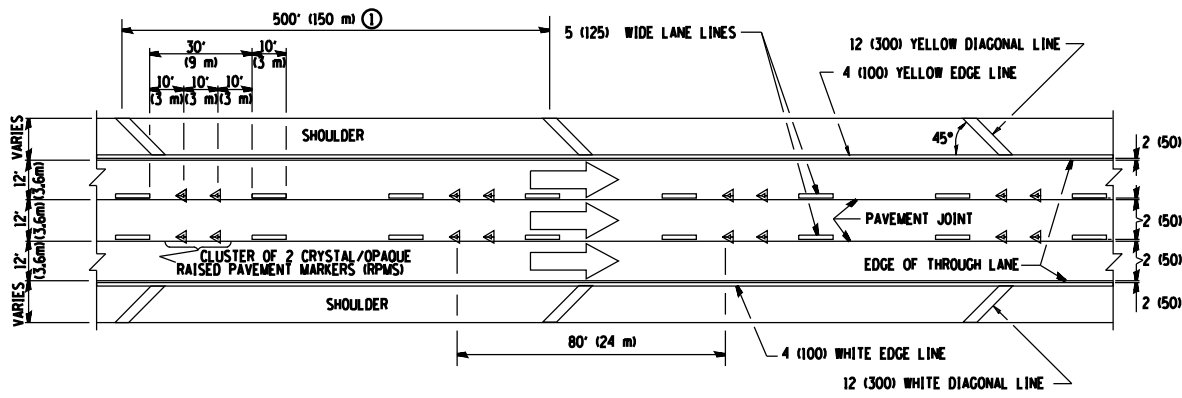 500' (150 m) ①
30'
(9 m)
10'
(3 m)
10'
(3 m)
10'
(3 m)
10'
(3 m)
5 (125) WIDE LANE LINES
12 (300) YELLOW DIAGONAL LINE
4 (100) YELLOW EDGE LINE
VARIES
SHOULDER
45°
2 (50)
12'
(3.6m)
12'
(3.6m)
12'
(3.6m)
PAVEMENT JOINT
2 (50)
CLUSTER OF 2 CRYSTAL/OPAQUE
RAISED PAVEMENT MARKERS (RPMS)
EDGE OF THROUGH LANE
2 (50)
VARIES
SHOULDER
2 (50)
80' (24 m)
4 (100) WHITE EDGE LINE
12 (300) WHITE DIAGONAL LINE